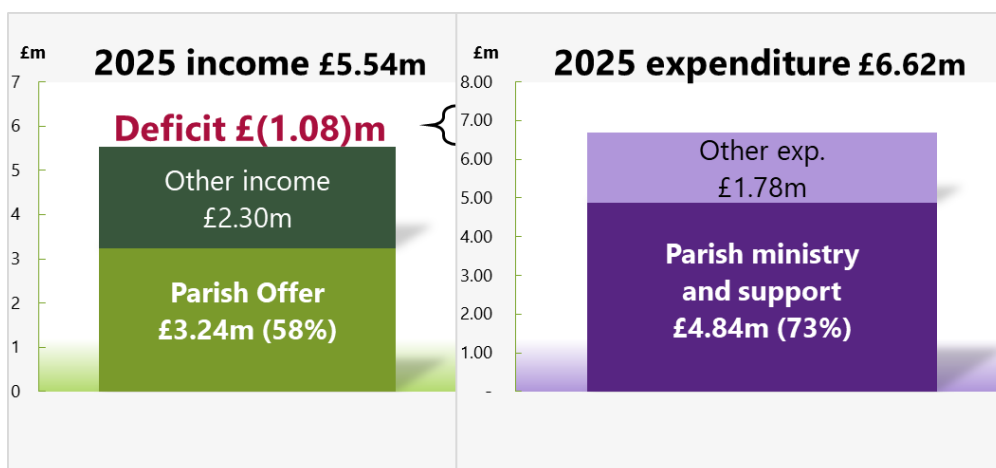 £m
2025 income £5.54m
7
6
5
4
3
2
1
0
Deficit £(1.08)m
Other income
£2.30m
Parish Offer
£3.24m (58%)
£m
2025 expenditure £6.62m
8.00
7.00
6.00
5.00
4.00
3.00
2.00
1.00
-
Other exp.
£1.78m
Parish ministry
and support
£4.84m (73%)